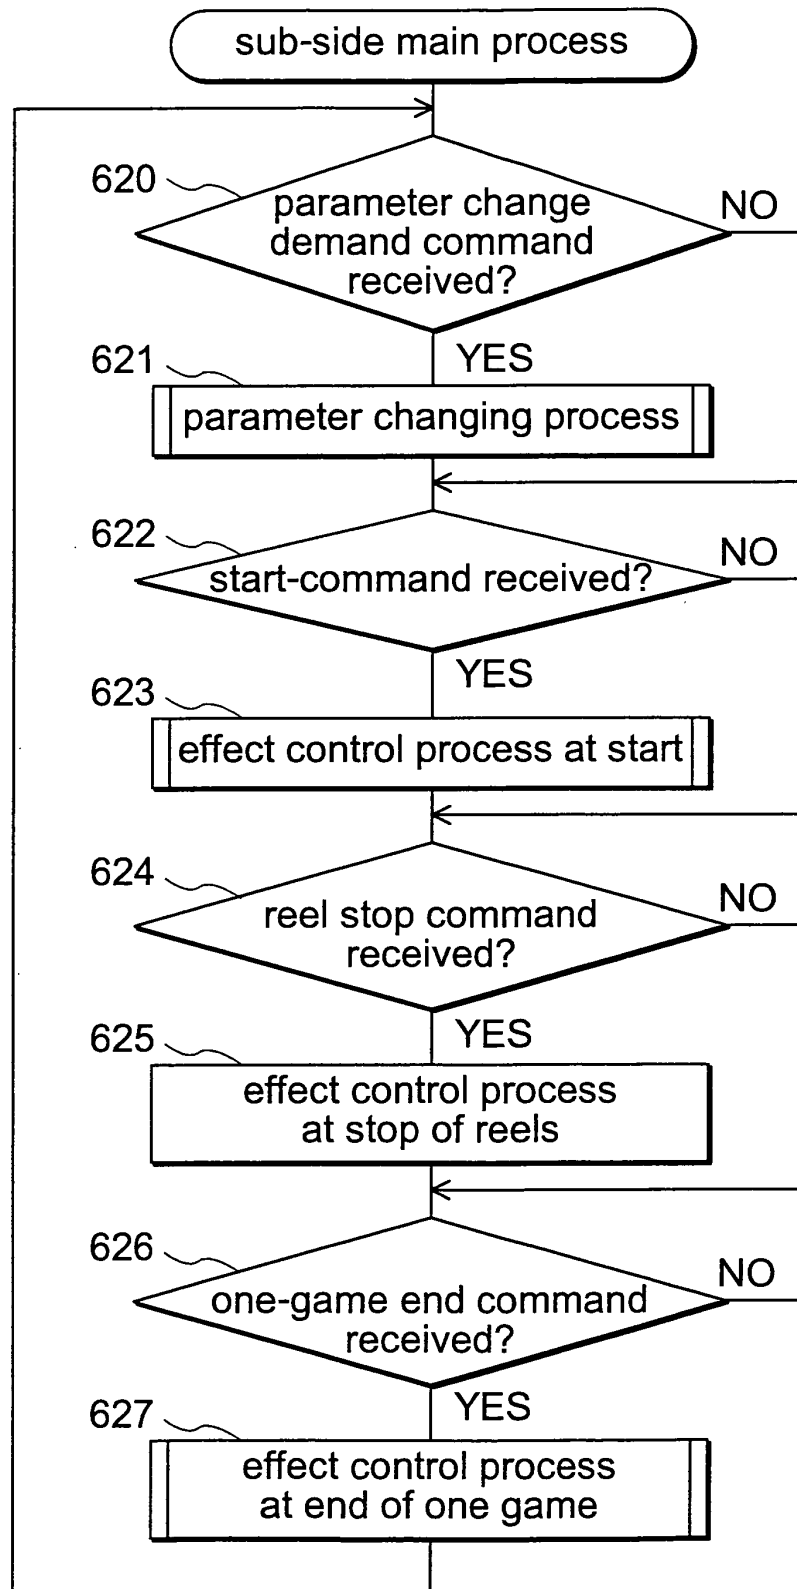 sub-side main process
620
parameter change
demand command
received?
NO
YES
621
parameter changing process
622
start-command received?
NO
YES
623
effect control process at start
624
reel stop command
received?
NO
YES
625
effect control process
at stop of reels
626
one-game end command
received?
NO
YES
627
effect control process
at end of one game